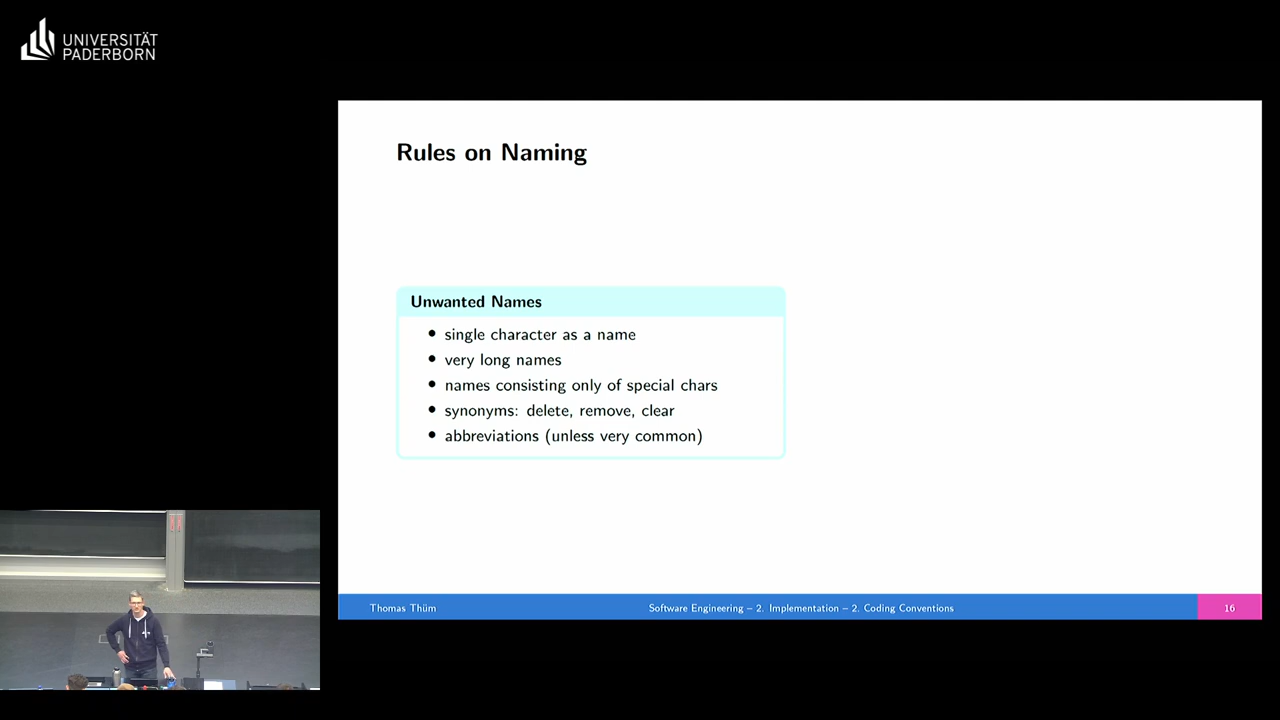 UNIVERSITÄT
PADERBORN
Rules on Naming
Unwanted Names
• single character as a name
• very long names
• names consisting only of special chars
• synonyms: delete, remove, clear
• abbreviations (unless very common)
Thomas Thüm
Software Engineering – 2. Implementation – 2. Coding Conventions
16